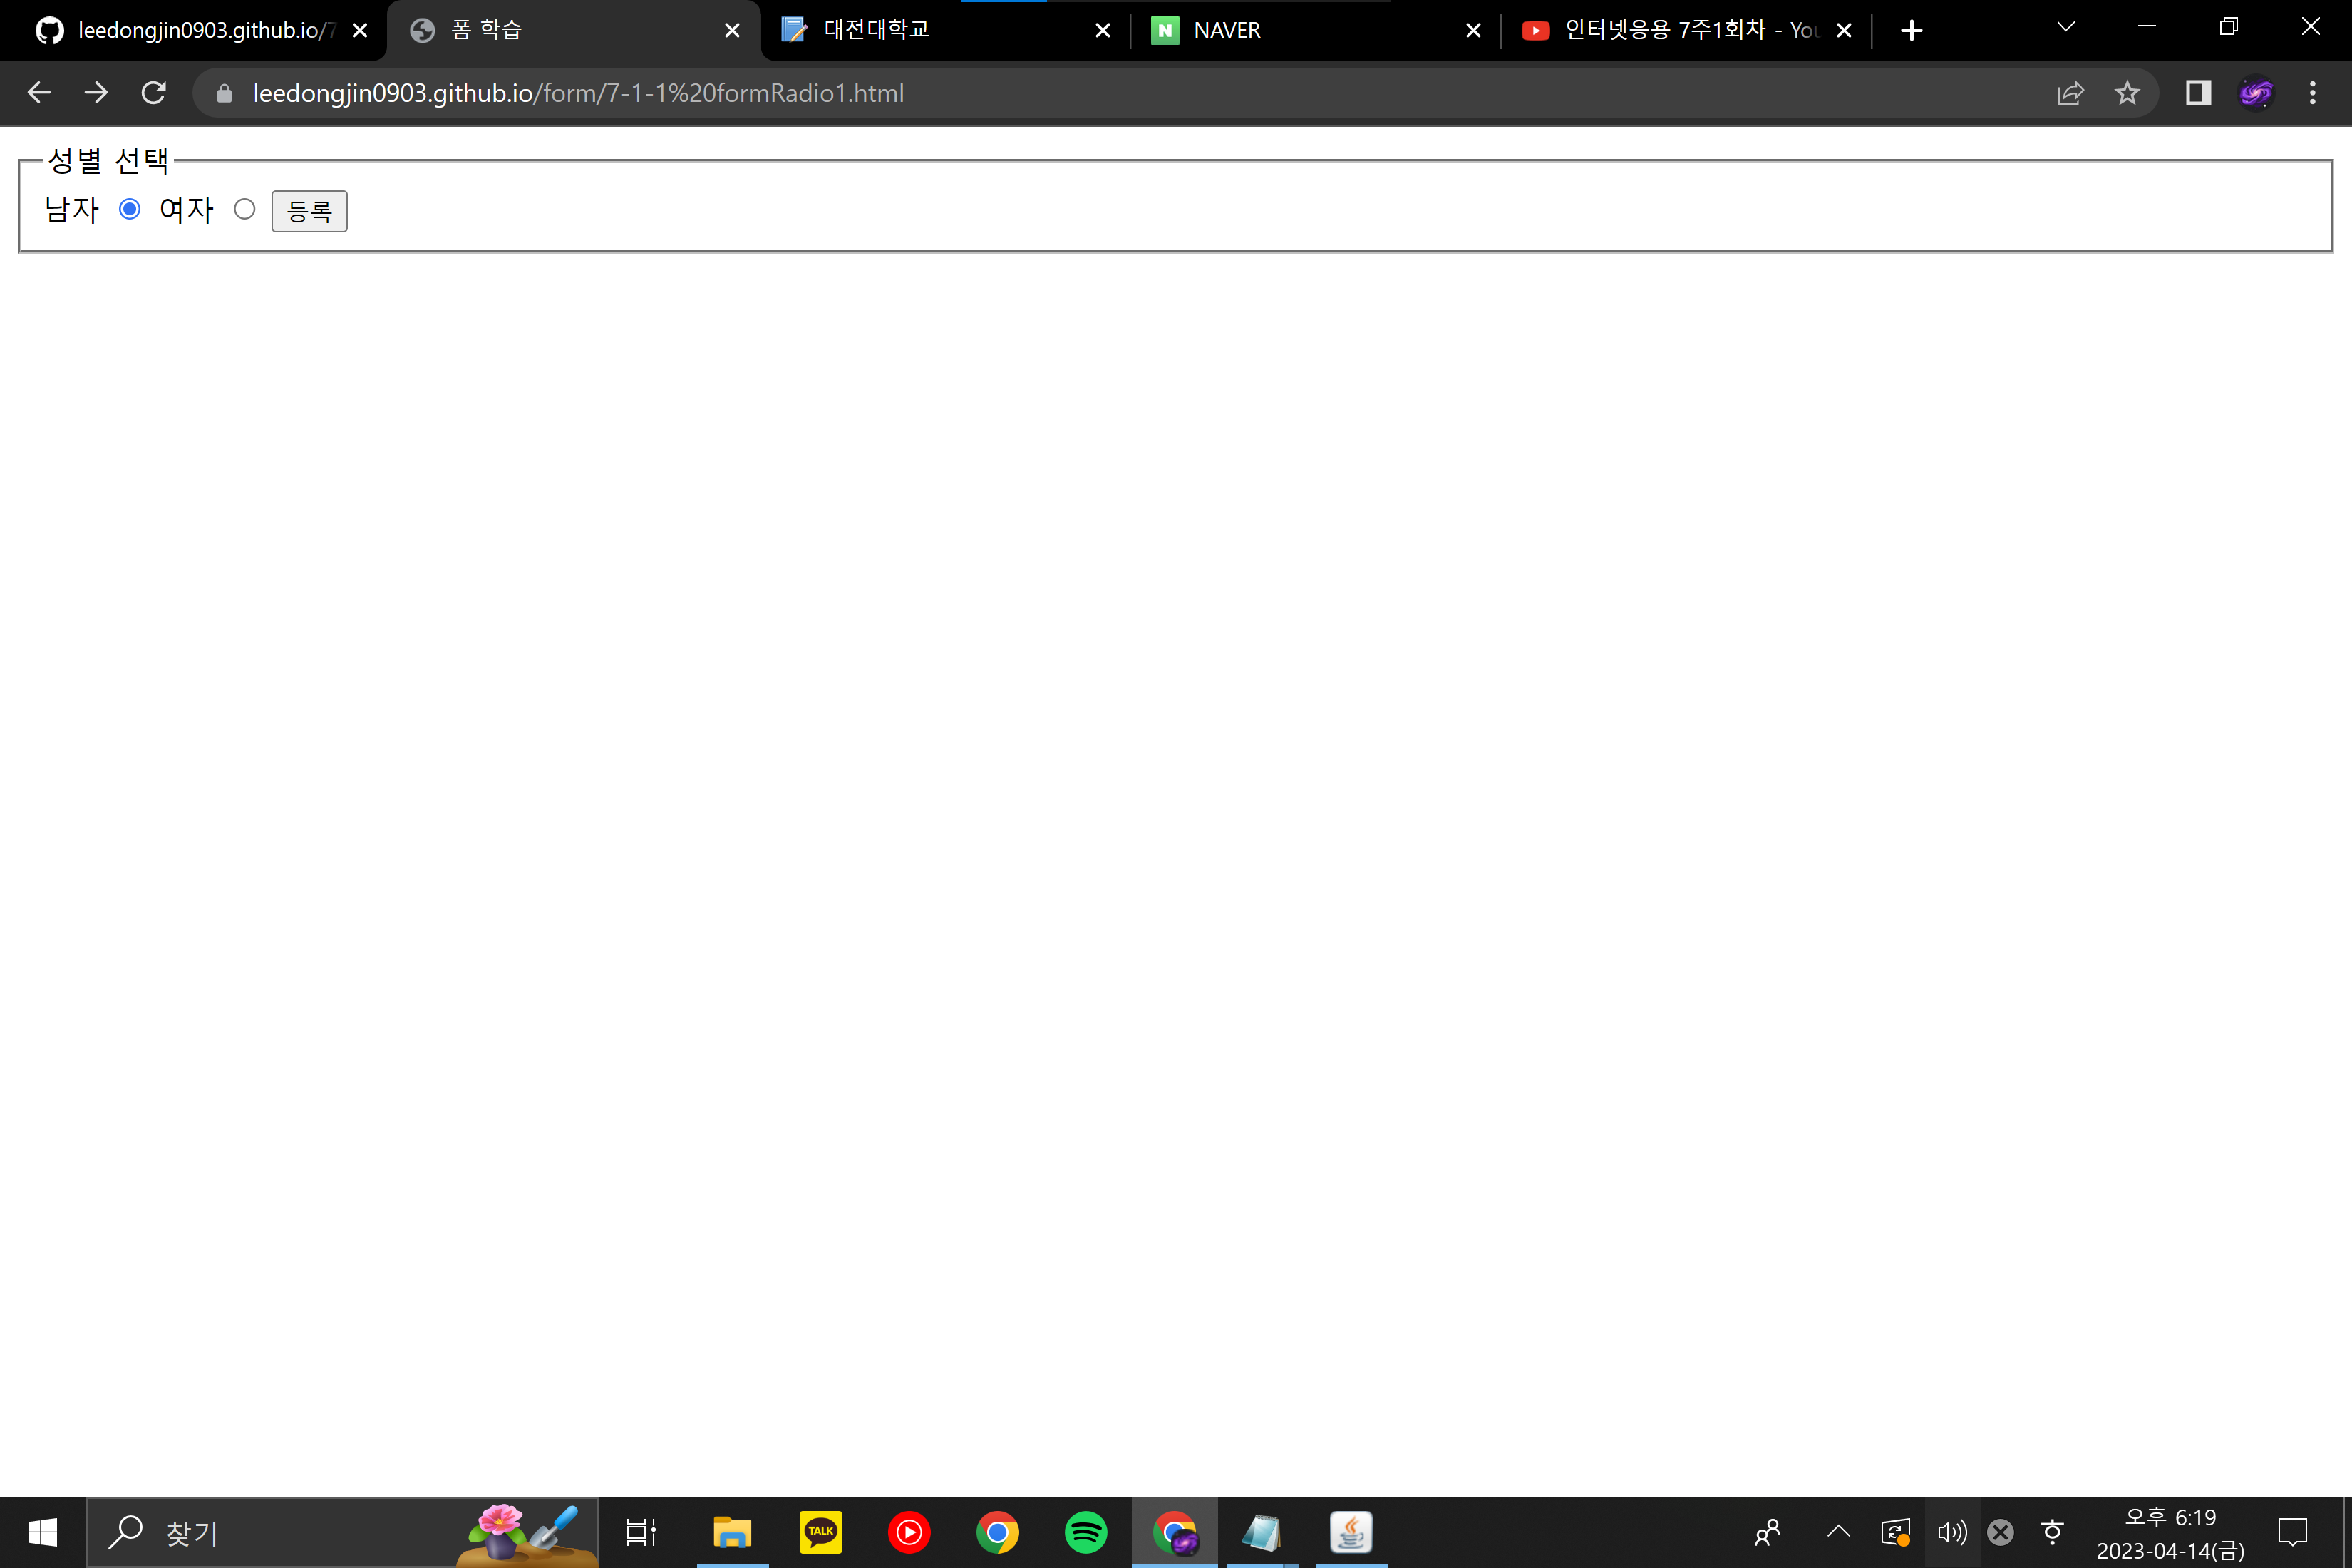 leedongjin0903.github.io/7
폼 학습
대전대학교
NAVER
인터넷응용 7주1회차 - You
leedongjin0903.github.io/form/7-1-1%20formRadio1.html
성별 선택
남자 여자 등록
찾기
TALK
오후 6:19
2023-04-14(금)